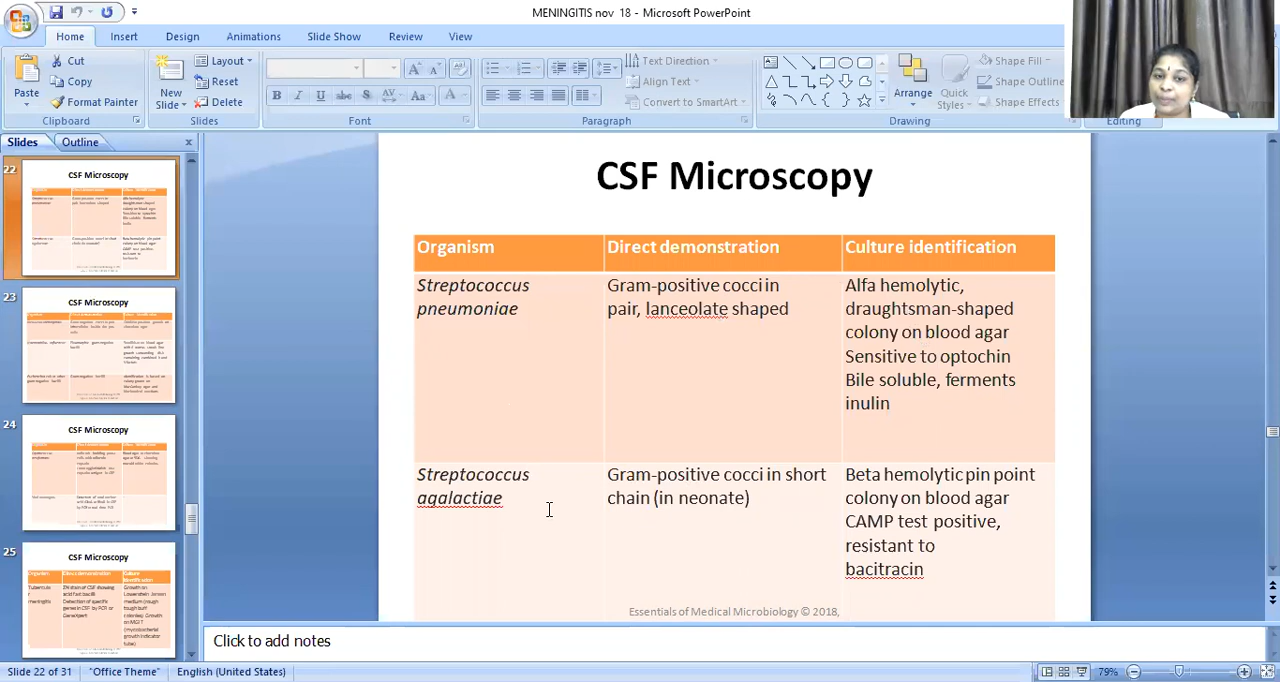 MENINGITIS nov 18 - Microsoft PowerPoint
Home Insert Design Animations Slide Show Review View
Paste
Cut
Copy
Format Painter
Clipboard
New
Slide
Layout
Reset
Delete
Slides
B I U abc S AV Aa A
Font
Text Direction
Align Text
Convert to SmartArt
Paragraph
Arrange
Quick
Styles
Shape Fill
Shape Outline
Shape Effects
Drawing
Editing
Slides Outline
22
CSF Microscopy
23
CSF Microscopy
24
CSF Microscopy
25
CSF Microscopy
CSF Microscopy
Organism Direct demonstration Culture identification
Streptococcus
pneumoniae
Gram-positive cocci in
pair, lanceolate shaped
Alfa hemolytic,
draughtsman-shaped
colony on blood agar
Sensitive to optochin
Bile soluble, ferments
inulin
Streptococcus
agalactiae
Gram-positive cocci in short
chain (in neonate)
Beta hemolytic pin point
colony on blood agar
CAMP test positive,
resistant to
bacitracin
Essentials of Medical Microbiology © 2018,
Click to add notes
Slide 22 of 31 "Office Theme" English (United States) 79%